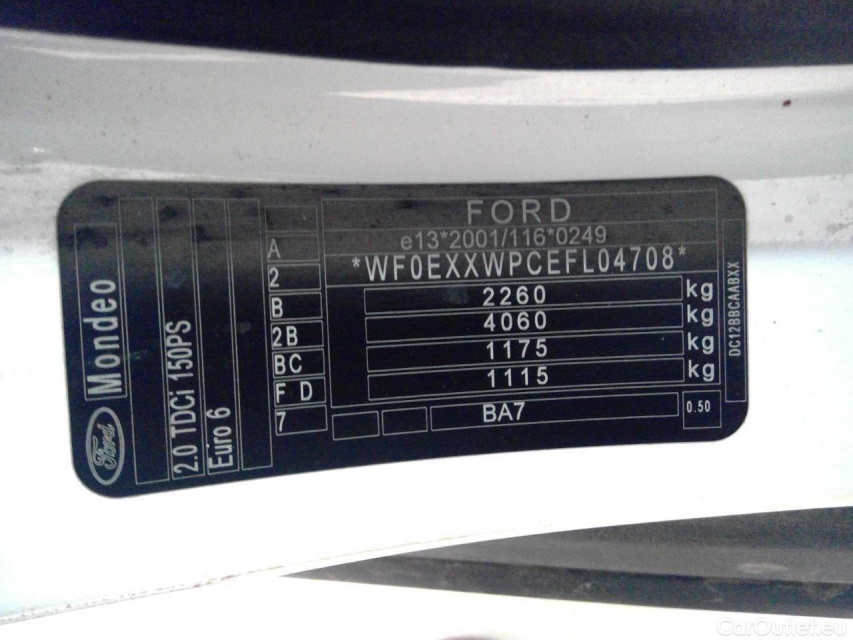 FORD
e13*2001/116*0249
*WF0EXXWPCEFL04708*
2260 kg
4060 kg
1175 kg
1115 kg
BA7
0.50
DC12BBCAABXX
A
2
B
2B
BC
F D
7
Mondeo
2.0 TDCi 150PS
Euro 6
Ford
CarOutlet.eu